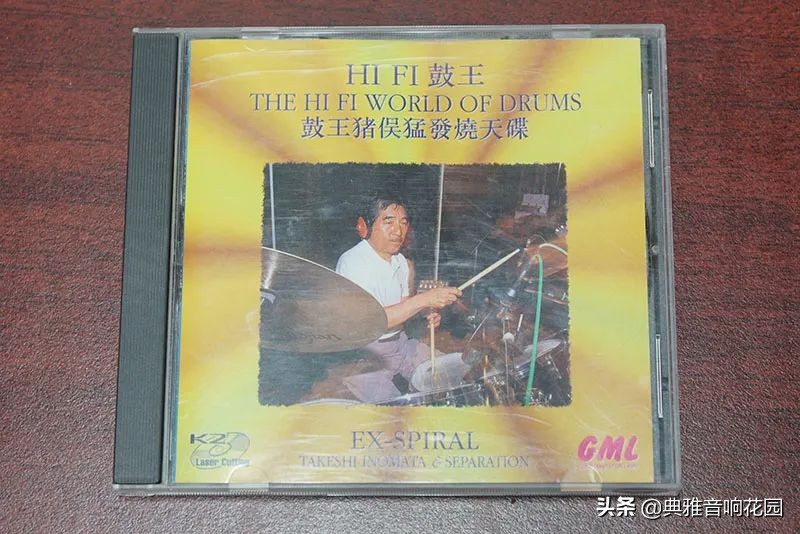 HI FI 鼓王
THE HI FI WORLD OF DRUMS
鼓王猪俣猛發燒天碟
EX-SPIRAL
TAKESHI INOMATA & SEPARATION
K2
Laser Cutting
GML
头条 @典雅音响花园